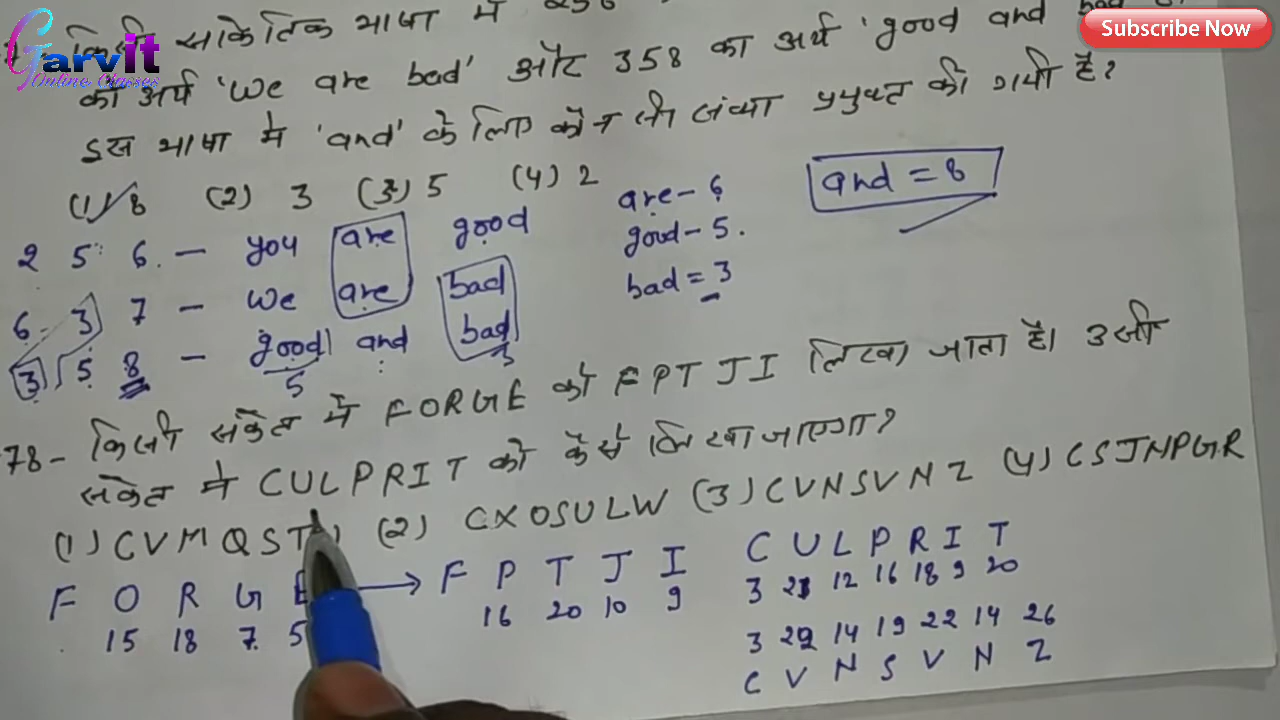 सांकेतिक भाषा में 256
का अर्थ 'we are bad' और 358 का अर्थ 'good and bad
इस भाषा में 'and' के लिए कौन सी संख्या प्रयुक्त की गयी है?
(1) 8 (2) 3 (3) 5 (4) 2
2 5 6 - you are good
6 3 7 - we are bad
3 5 8 - good and bad
5 3
are - 6
good - 5.
bad = 3
and = 8
78- किसी संकेत में FORGE को FPTJI लिखा जाता है। उसी
संकेत में CULPRIT को कैसे लिखा जाएगा?
(1) CVMQST (2) CXOSULW (3) CVNSVNZ (4) CSJNPGR
F O R G E → F P T J I
15 18 7 5 16 20 10 9
C U L P R I T
3 21 12 16 18 9 20
3 22 14 19 22 14 26
C V N S V N Z
Garvit
Online Classes
Subscribe Now